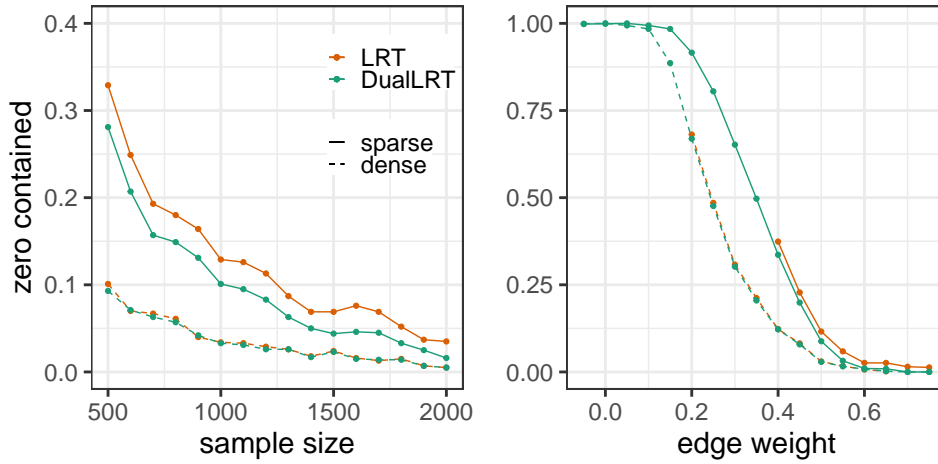 zero contained
0.4
0.3
0.2
0.1
0.0
LRT
DualLRT
sparse
dense
500 1000 1500 2000
sample size
1.00
0.75
0.50
0.25
0.00
0.0 0.2 0.4 0.6
edge weight